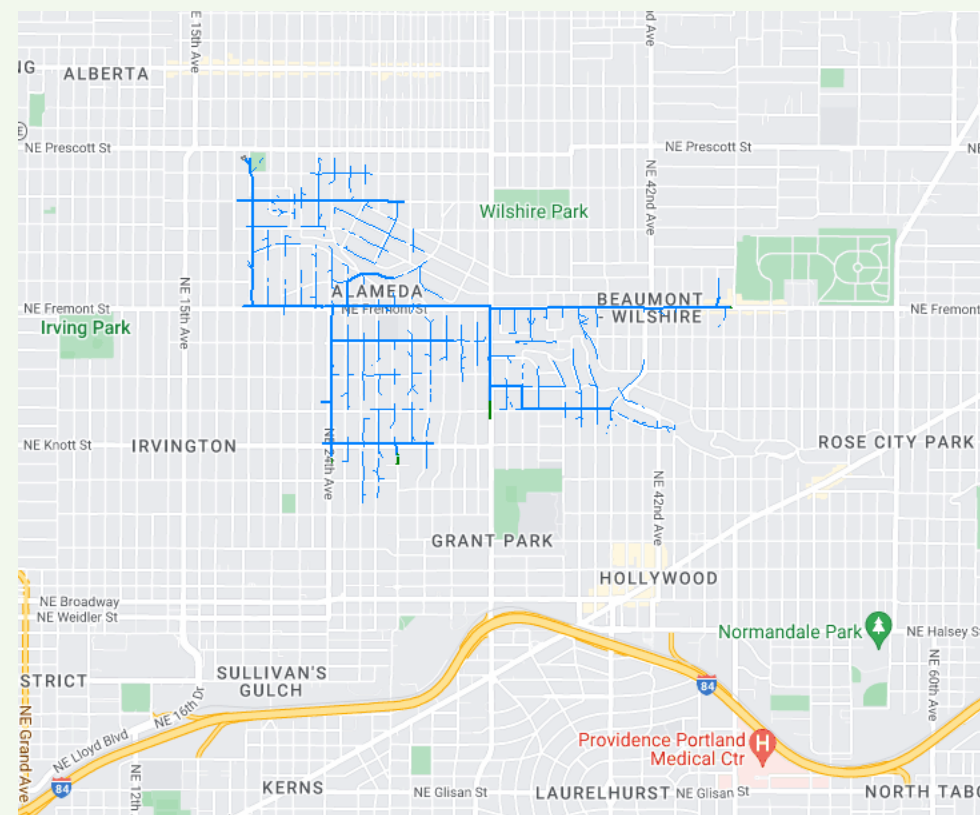 E 15th Ave
nd Ave
NG
ALBERTA
E
NE Prescott St
NE Prescott St
NE
NE 42nd Ave
Wilshire Park
NE 15th Ave
ALAMEDA
NE Fremont St
NE Fremont St
BEAUMONT
- WILSHIRE
NE Fremont
Irving Park
NE Knott St
IRVINGTON
NE 24th Ave
ROSE CITY PARK
NE 42nd Ave
GRANT PARK
HOLLYWOOD
NE Broadway
NE Weidler St
Normandale Park
NE Halsey S
SULLIVAN'S
GULCH
STRICT
84
NE 60th Ave
NE 16th Dr
NE Grand Ave
NE Lloyd Blvd
Providence Portland
Medical Ctr
H
84
NE 12th
KERNS
NE Glisan St
LAURELHURST
NE Glisan St
NORTH TABO